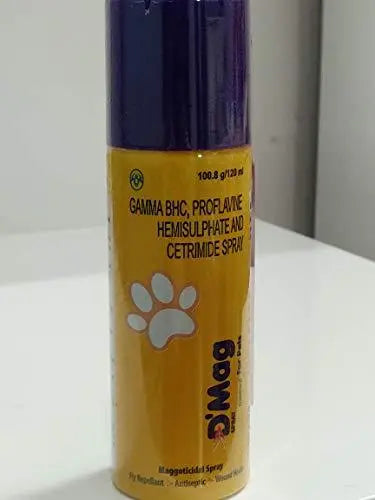 100.8 g/120 ml
GAMMA BHC, PROFLAVINE
HEMISULPHATE AND
CETRIMIDE SPRAY
D'Mag
SPRAY
For Pets
Maggoticidal Spray
Fly Repellant :- Antiseptic :- Wound